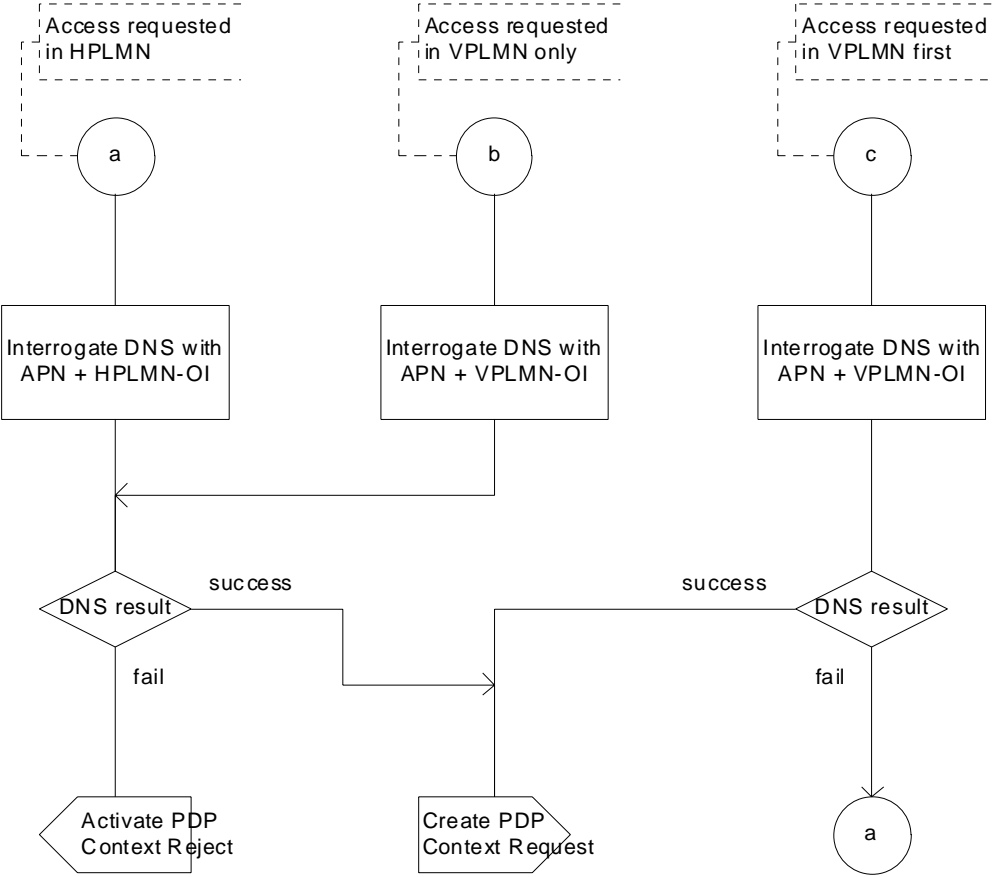 Access requested
in HPLMN
Access requested
in VPLMN only
Access requested
in VPLMN first
a
b
c
Interrogate DNS with
APN + HPLMN-OI
Interrogate DNS with
APN + VPLMN-OI
Interrogate DNS with
APN + VPLMN-OI
DNS result
success
success
DNS result
fail
fail
Activate PDP
Context Reject
Create PDP
Context Request
a